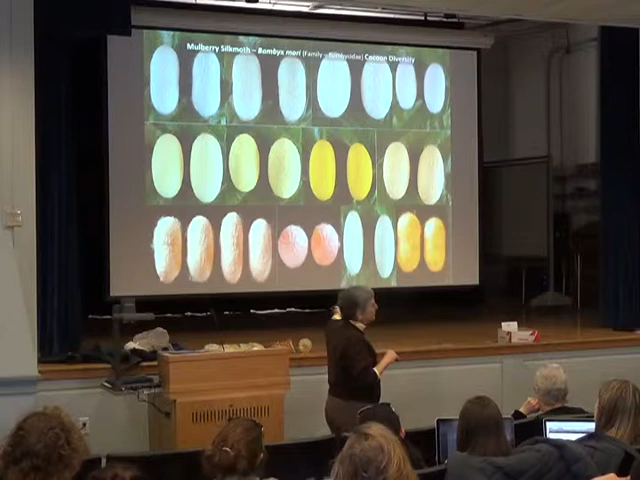 Mulberry Silkmoth – Bombyx mori (Family – Bombycidae) Cocoon Diversity